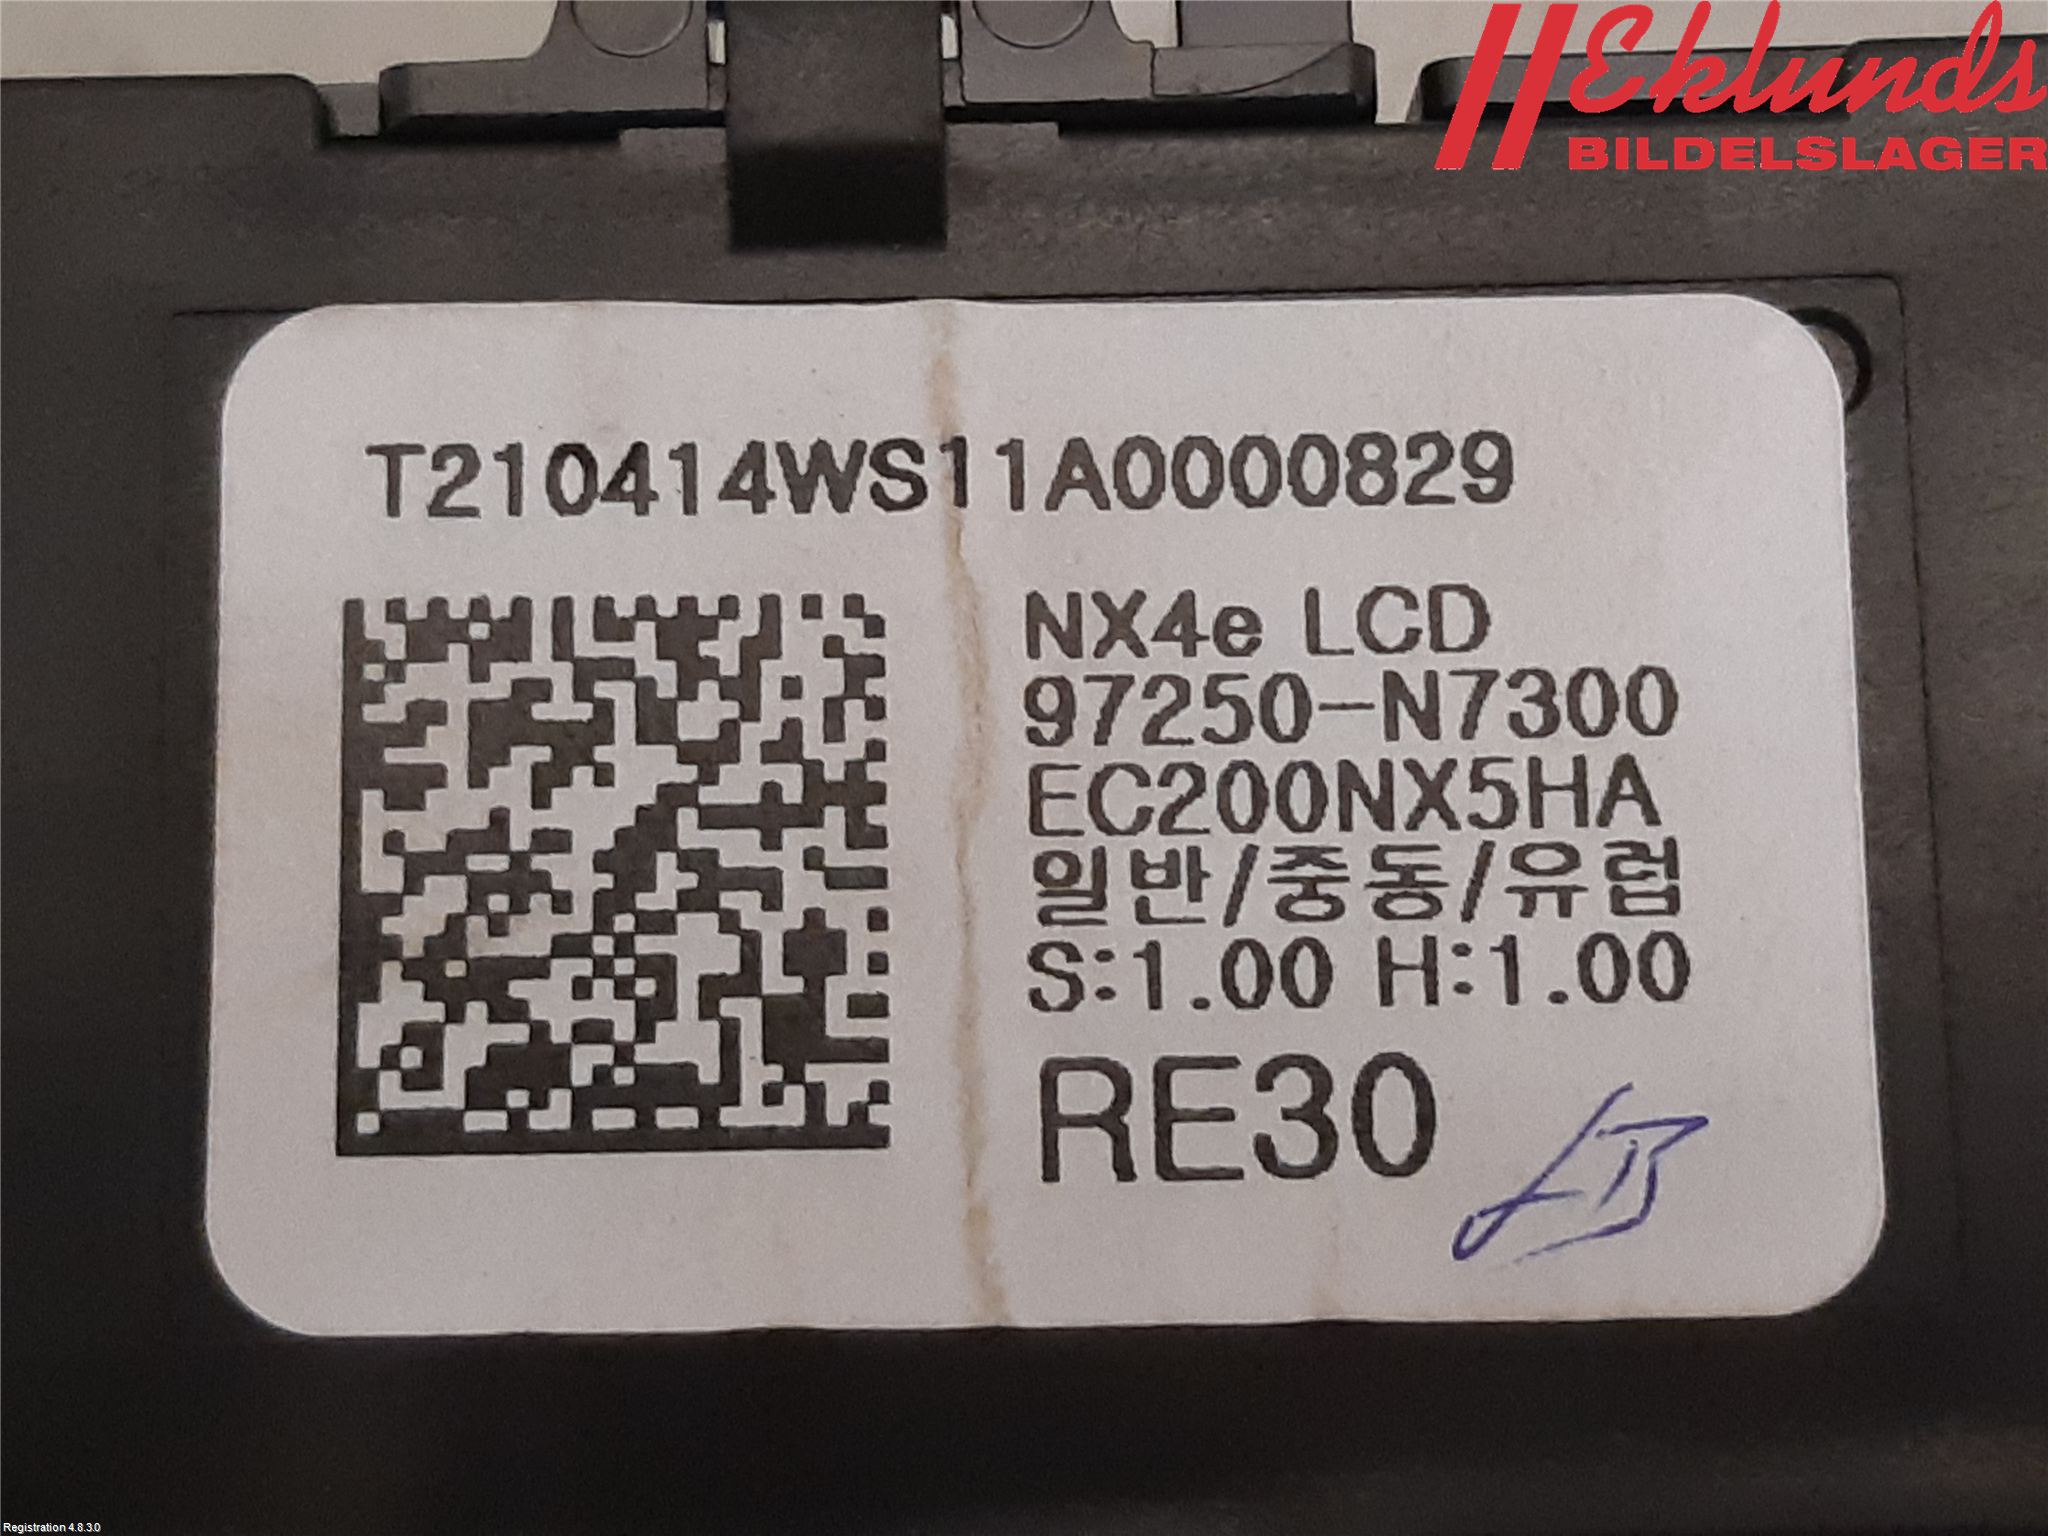 Eklunds
BILDELSLAGER
T210414WS11A0000829
NX4e LCD
97250-N7300
EC200NX5HA
일반/중동/유럽
S:1.00 H:1.00
RE30
Registration 4.8.3.0